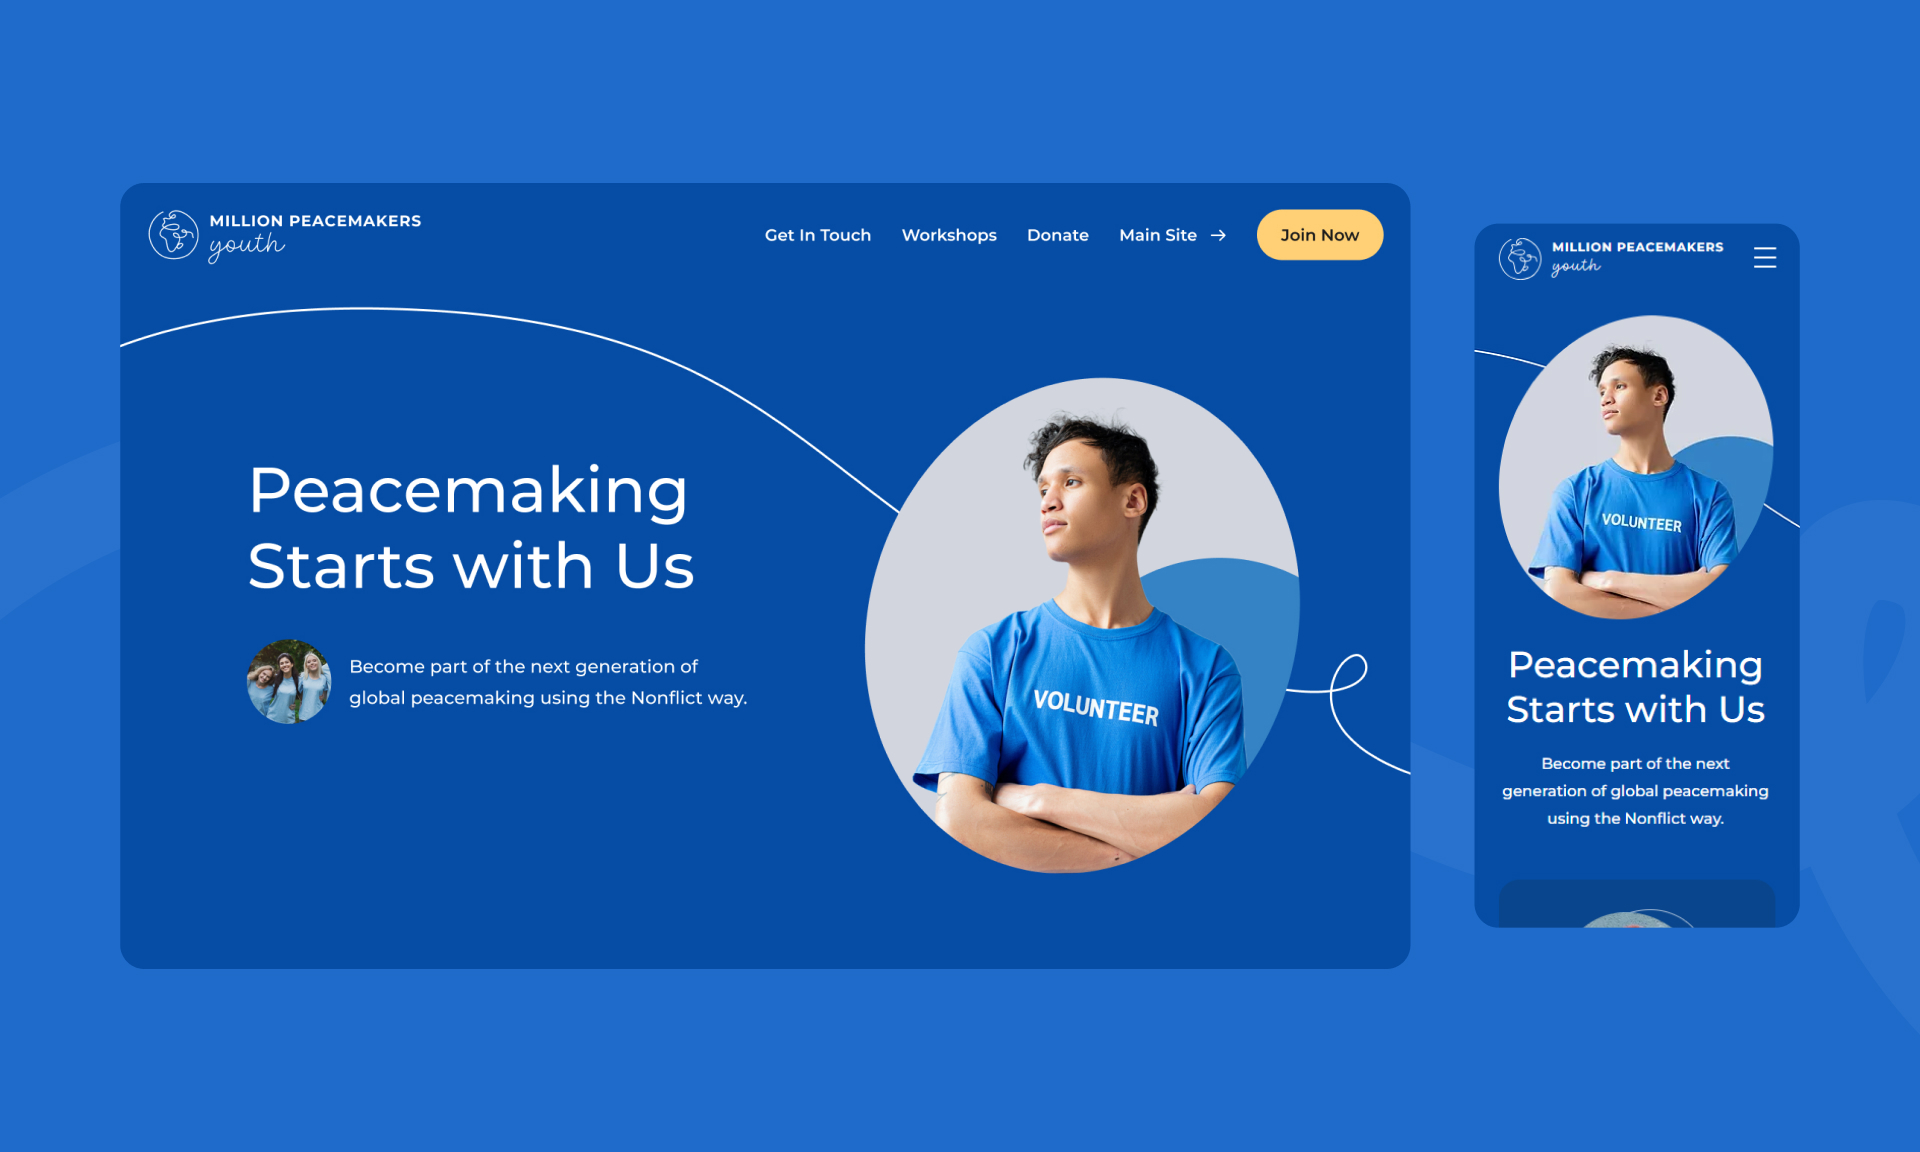 MILLION PEACEMAKERS
youth
Get In Touch
Workshops
Donate
Main Site →
Join Now
Peacemaking
Starts with Us
Become part of the next generation of
global peacemaking using the Nonflict way.
VOLUNTEER
MILLION PEACEMAKERS
youth
VOLUNTEER
Peacemaking
Starts with Us
Become part of the next
generation of global peacemaking
using the Nonflict way.